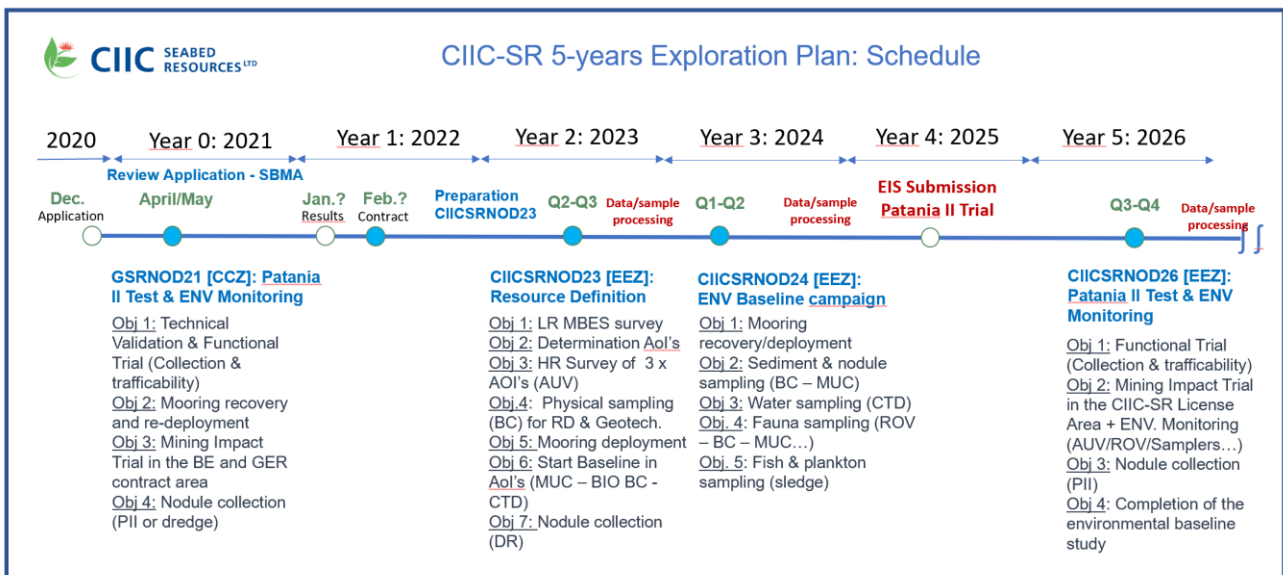 CIIC SEABED RESOURCES LTD
CIIC-SR 5-years Exploration Plan: Schedule
2020
Year 0: 2021
Year 1: 2022
Year 2: 2023
Year 3: 2024
Year 4: 2025
Year 5: 2026
Review Application - SBMA
Dec.
Application
April/May
Jan.?
Results
Feb.?
Contract
Preparation
CIICSRNOD23
Q2-Q3
Data/sample
processing
Q1-Q2
Data/sample
processing
EIS Submission
Patania II Trial
Q3-Q4
Data/sample
processing
GSRNOD21 [CCZ]: Patania
II Test & ENV Monitoring
Obj 1: Technical
Validation & Functional
Trial (Collection &
trafficability)
Obj 2: Mooring recovery
and re-deployment
Obj 3: Mining Impact
Trial in the BE and GER
contract area
Obj 4: Nodule collection
(PII or dredge)
CIICSRNOD23 [EEZ]:
Resource Definition
Obj 1: LR MBES survey
Obj 2: Determination AoI's
Obj 3: HR Survey of 3 x
AOI's (AUV)
Obj.4: Physical sampling
(BC) for RD & Geotech.
Obj 5: Mooring deployment
Obj 6: Start Baseline in
AoI's (MUC – BIO BC -
CTD)
Obj 7: Nodule collection
(DR)
CIICSRNOD24 [EEZ]:
ENV Baseline campaign
Obj 1: Mooring
recovery/deployment
Obj 2: Sediment & nodule
sampling (BC – MUC)
Obj 3: Water sampling (CTD)
Obj. 4: Fauna sampling (ROV
– BC – MUC…)
Obj. 5: Fish & plankton
sampling (sledge)
CIICSRNOD26 [EEZ]:
Patania II Test & ENV
Monitoring
Obj 1: Functional Trial
(Collection & trafficability)
Obj 2: Mining Impact Trial
in the CIIC-SR License
Area + ENV. Monitoring
(AUV/ROV/Samplers…)
Obj 3: Nodule collection
(PII)
Obj 4: Completion of the
environmental baseline
study